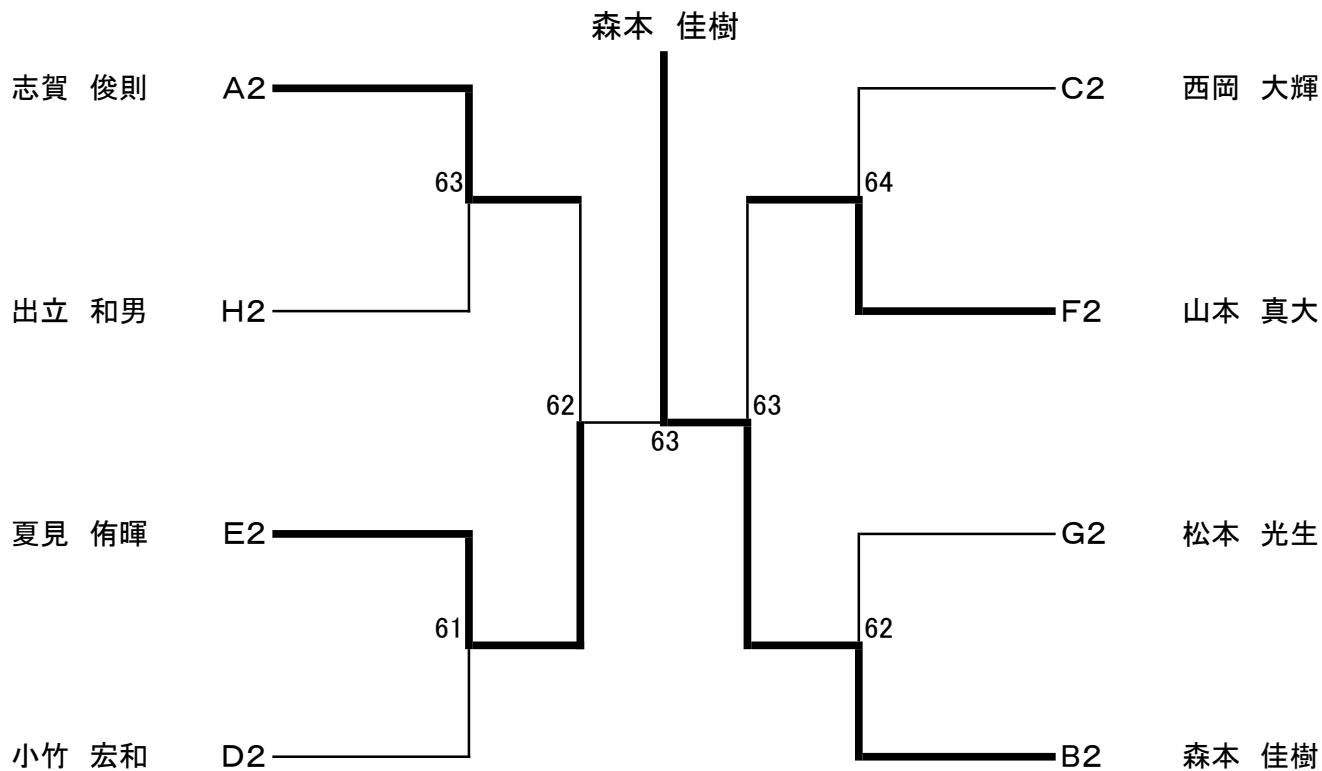 森本 佳樹
志賀 俊則 A2 C2 西岡 大輝
63 64
出立 和男 H2 F2 山本 真大
62 63
63
夏見 侑暉 E2 G2 松本 光生
61 62
小竹 宏和 D2 B2 森本 佳樹